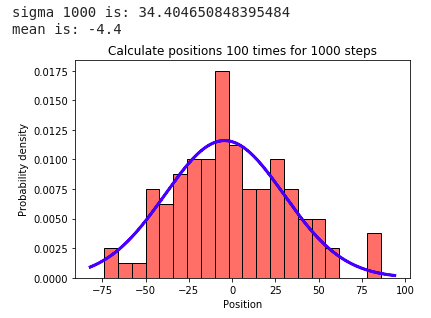 sigma 1000 is: 34.404650848395484
mean is: -4.4
Calculate positions 100 times for 1000 steps
Probability density
0.0175
0.0150
0.0125
0.0100
0.0075
0.0050
0.0025
0.0000
−75 −50 −25 0 25 50 75 100
Position